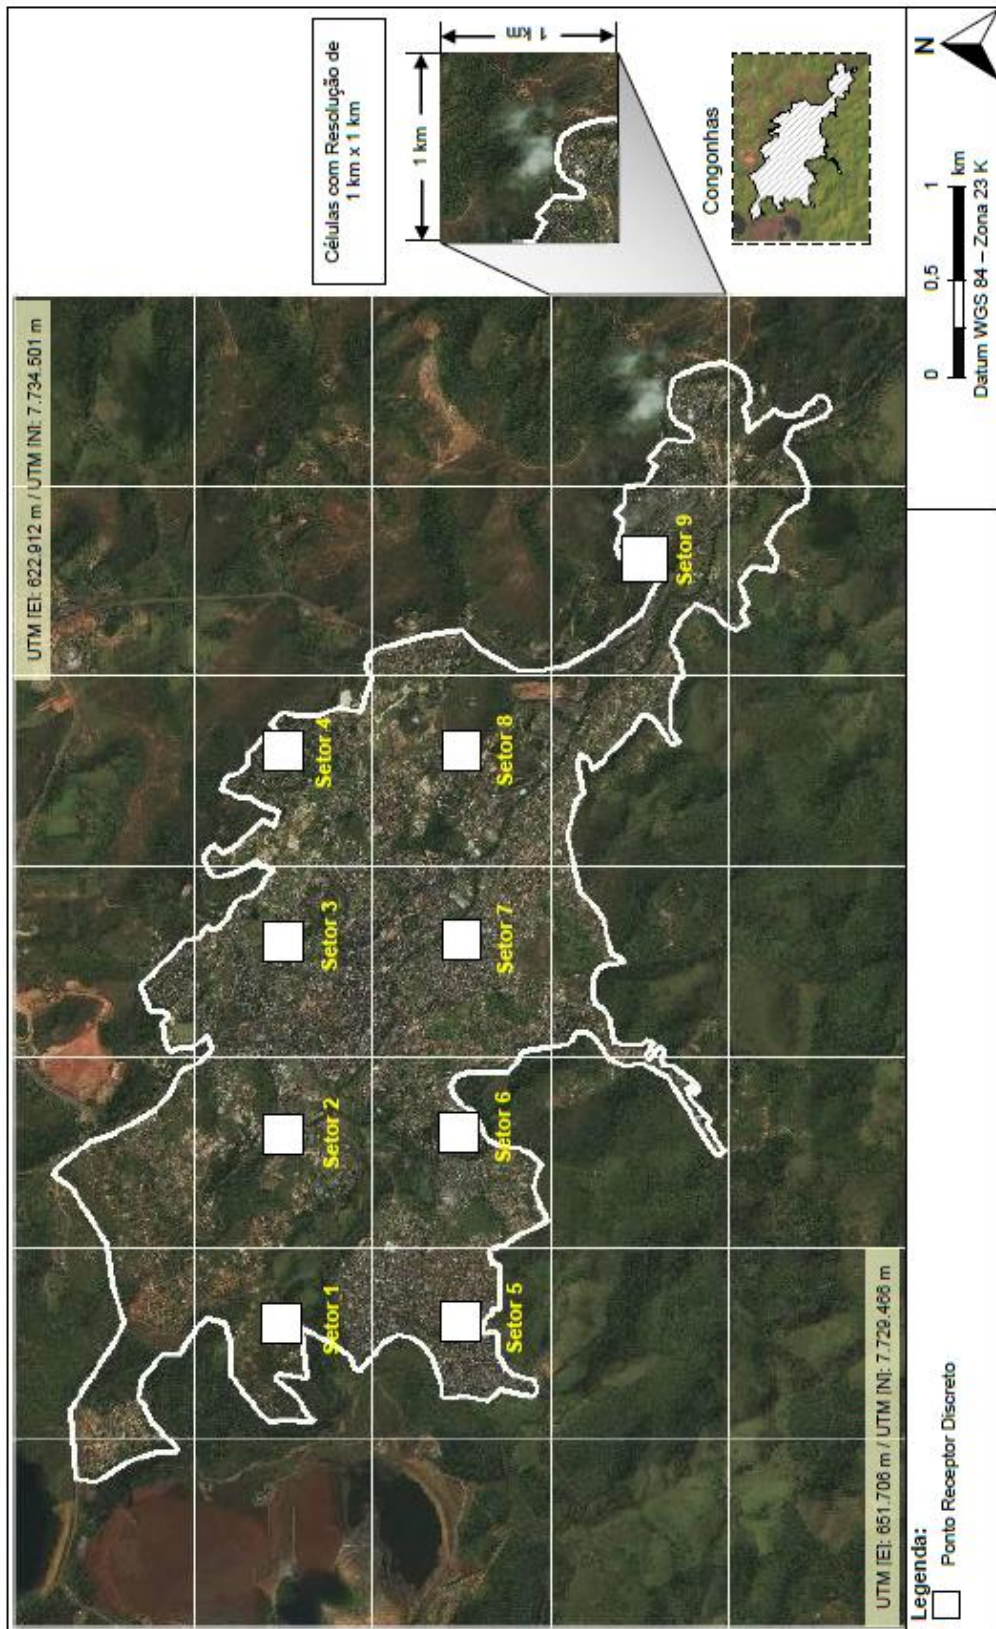 UTM [E]: 622.912 m / UTM [N]: 7.734.501 m
Células com Resolução de
1 km x 1 km
1 km
1 km
Setor 1
Setor 2
Setor 3
Setor 4
Setor 5
Setor 6
Setor 7
Setor 8
Setor 9
Congonhas
UTM [E]: 651.706 m / UTM [N]: 7.729.466 m
Legenda:
Ponto Receptor Discreto
0 0,5 1 km
Datum WGS 84 – Zona 23 K
N